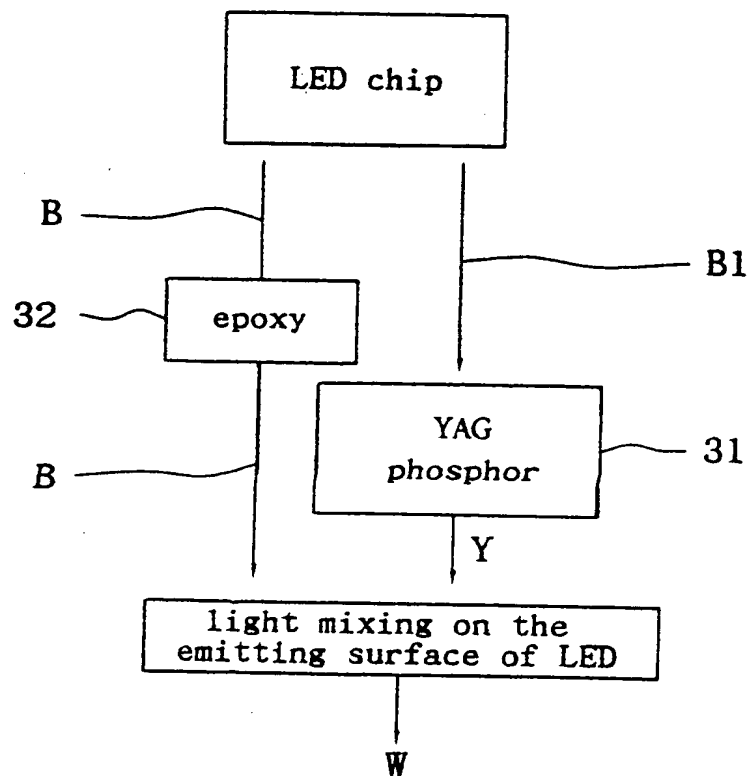 LED chip
B
B1
32
epoxy
YAG
phosphor
31
B
Y
light mixing on the
emitting surface of LED
W